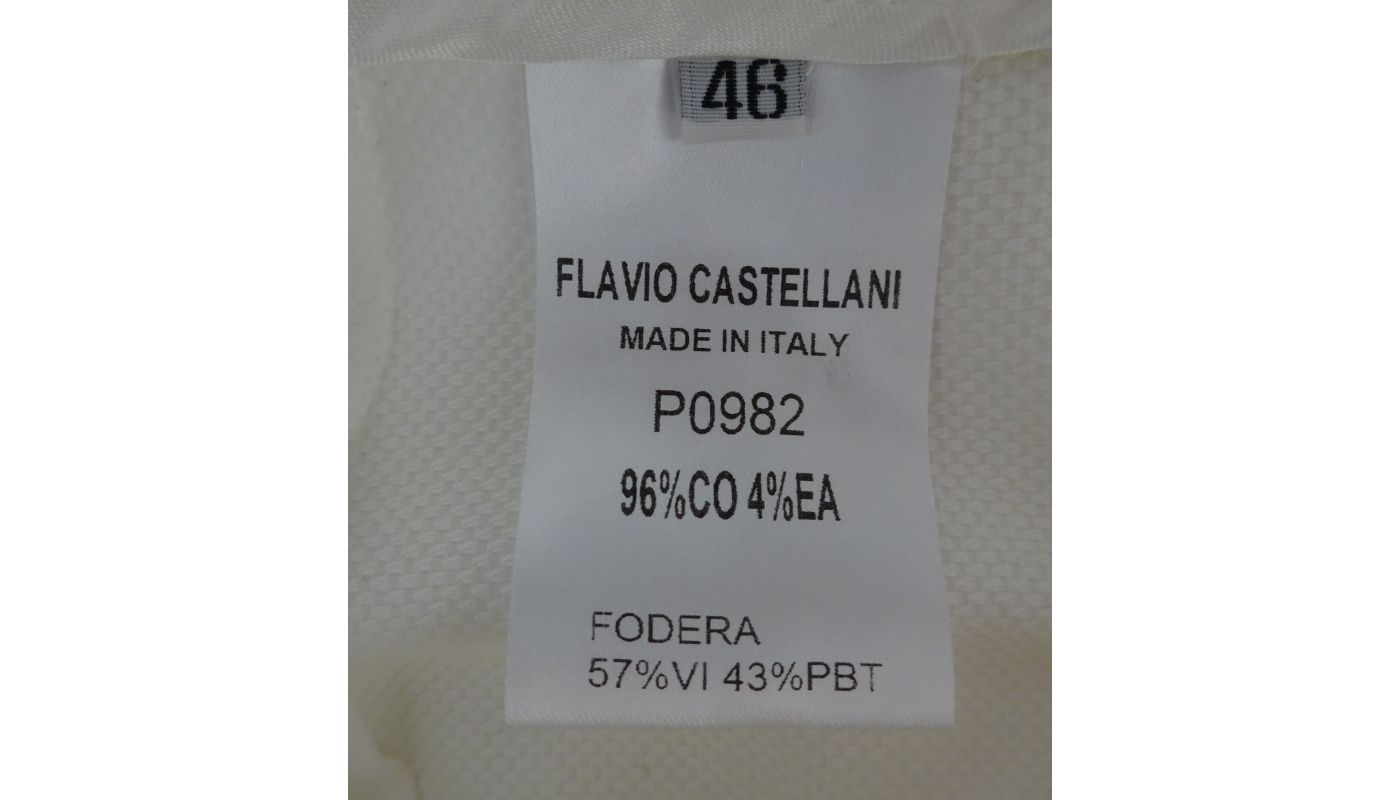 46
FLAVIO CASTELLANI
MADE IN ITALY
P0982
96%CO 4%EA
FODERA
57%VI 43%PBT